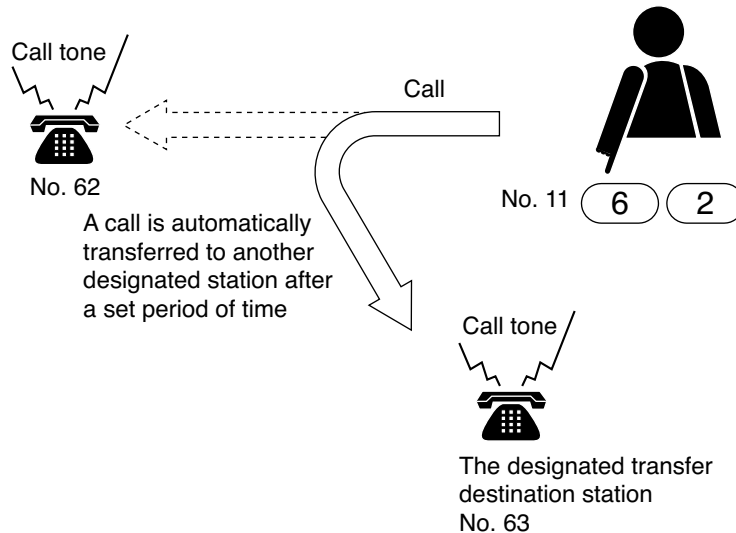 Call tone
Call
No. 62
No. 11 6 2
A call is automatically
transferred to another
designated station after
a set period of time
Call tone
The designated transfer
destination station
No. 63